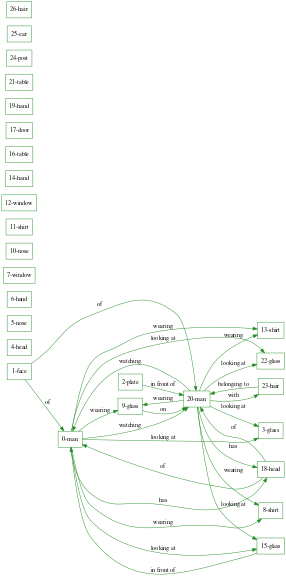 26-hair
25-ear
24-post
21-table
19-hand
17-door
16-table
14-hand
12-window
11-shirt
10-nose
7-window
6-hand
5-nose
4-head
1-face
of
of
wearing
looking at
watching
wearing
13-shirt
looking at
22-glass
2-plate
in front of
belonging to
23-hair
with
20-man
wearing
9-glass
on
wearing
looking at
watching
of
3-glass
0-man
looking at
has
of
18-head
wearing
has
looking at
8-shirt
wearing
looking at
15-glass
in front of